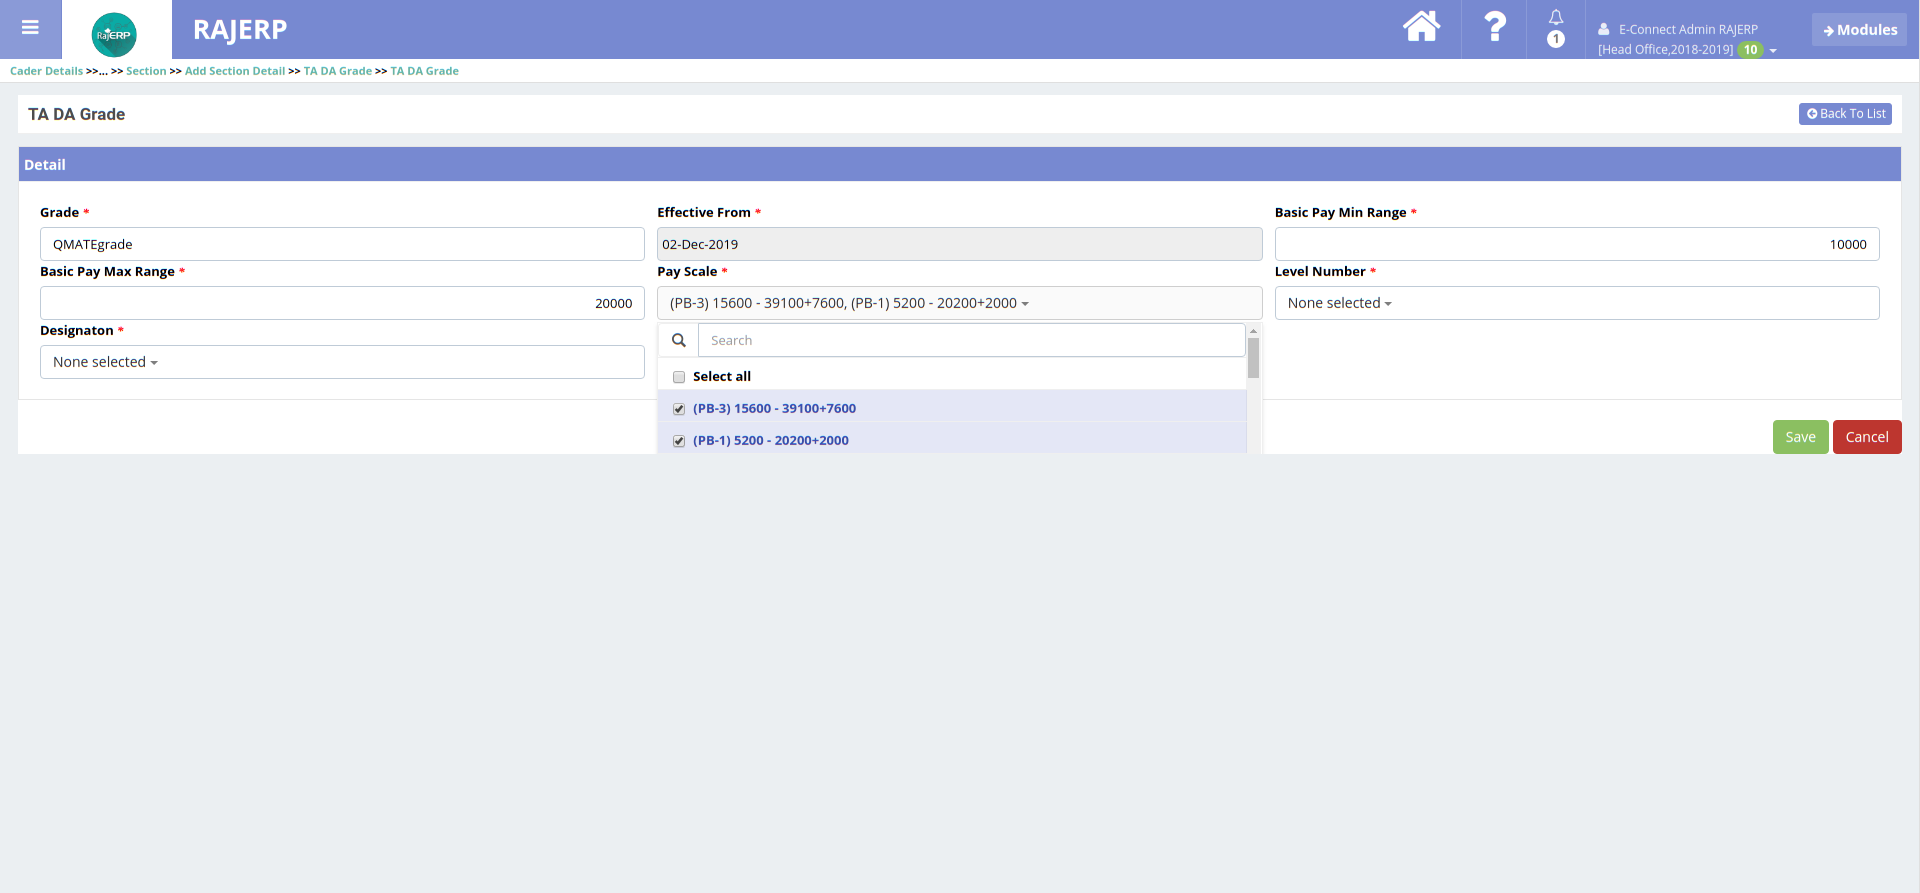 RajERP
RAJERP
1
E-Connect Admin RAJERP
[Head Office,2018-2019] 10
Modules
Cader Details >>... >> Section >> Add Section Detail >> TA DA Grade >> TA DA Grade
TA DA Grade
Back To List
Detail
Grade * Effective From * Basic Pay Min Range *
QMATEgrade 02-Dec-2019 10000
Basic Pay Max Range * Pay Scale * Level Number *
20000 (PB-3) 15600 - 39100+7600, (PB-1) 5200 - 20200+2000 None selected
Designaton *
Search
None selected
Select all
(PB-3) 15600 - 39100+7600
(PB-1) 5200 - 20200+2000
Save Cancel